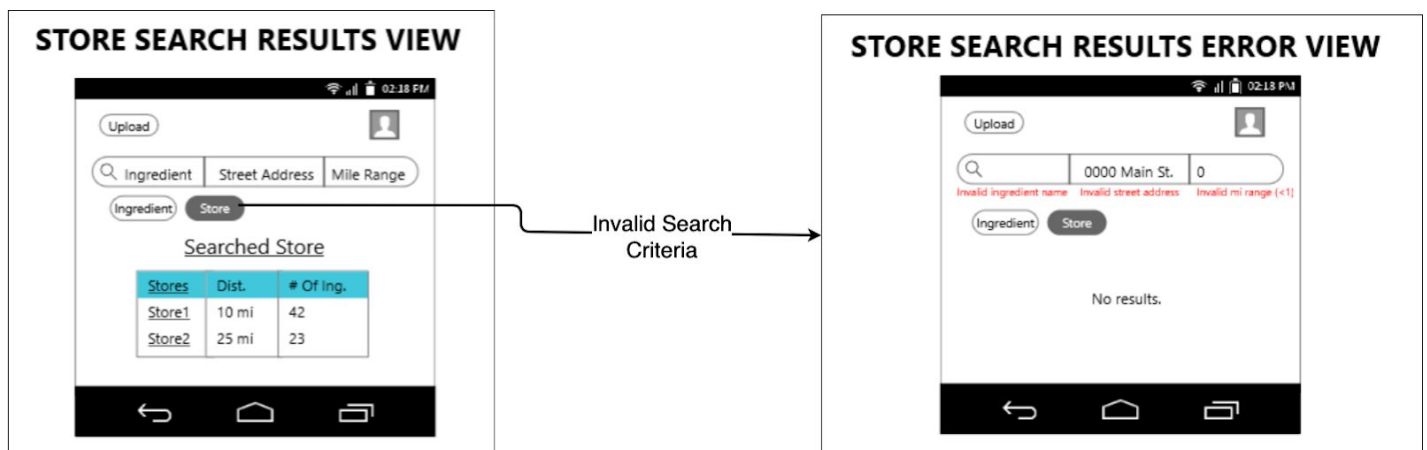 STORE SEARCH RESULTS VIEW
02:18 PM
Upload
Ingredient Street Address Mile Range
Ingredient Store
Searched Store
Stores Dist. # Of Ing.
Store1 10 mi 42
Store2 25 mi 23
Invalid Search
Criteria
STORE SEARCH RESULTS ERROR VIEW
02:18 PM
Upload
0000 Main St. 0
Invalid ingredient name Invalid street address Invalid mi range (<1)
Ingredient Store
No results.